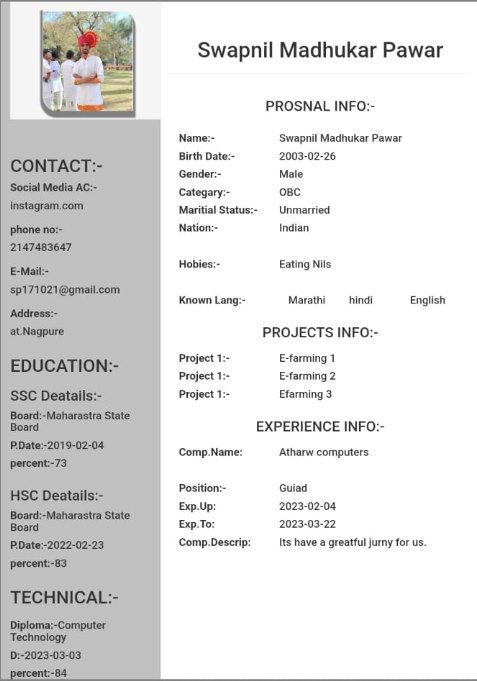 CONTACT:-
Social Media AC:-
instagram.com
phone no:-
2147483647
E-Mail:-
sp171021@gmail.com
Address:-
at.Nagpure
EDUCATION:-
SSC Deatails:-
Board:-Maharastra State
Board
P.Date:-2019-02-04
percent:-73
HSC Deatails:-
Board:-Maharastra State
Board
P.Date:-2022-02-23
percent:-83
TECHNICAL:-
Diploma:-Computer
Technology
D:-2023-03-03
percent:-84
Swapnil Madhukar Pawar
PROSNAL INFO:-
Name:- Swapnil Madhukar Pawar
Birth Date:- 2003-02-26
Gender:- Male
Categary:- OBC
Maritial Status:- Unmarried
Nation:- Indian
Hobies:- Eating Nils
Known Lang:- Marathi hindi English
PROJECTS INFO:-
Project 1:- E-farming 1
Project 1:- E-farming 2
Project 1:- Efarming 3
EXPERIENCE INFO:-
Comp.Name: Atharw computers
Position:- Guiad
Exp.Up: 2023-02-04
Exp.To: 2023-03-22
Comp.Descrip: Its have a greatful jurny for us.